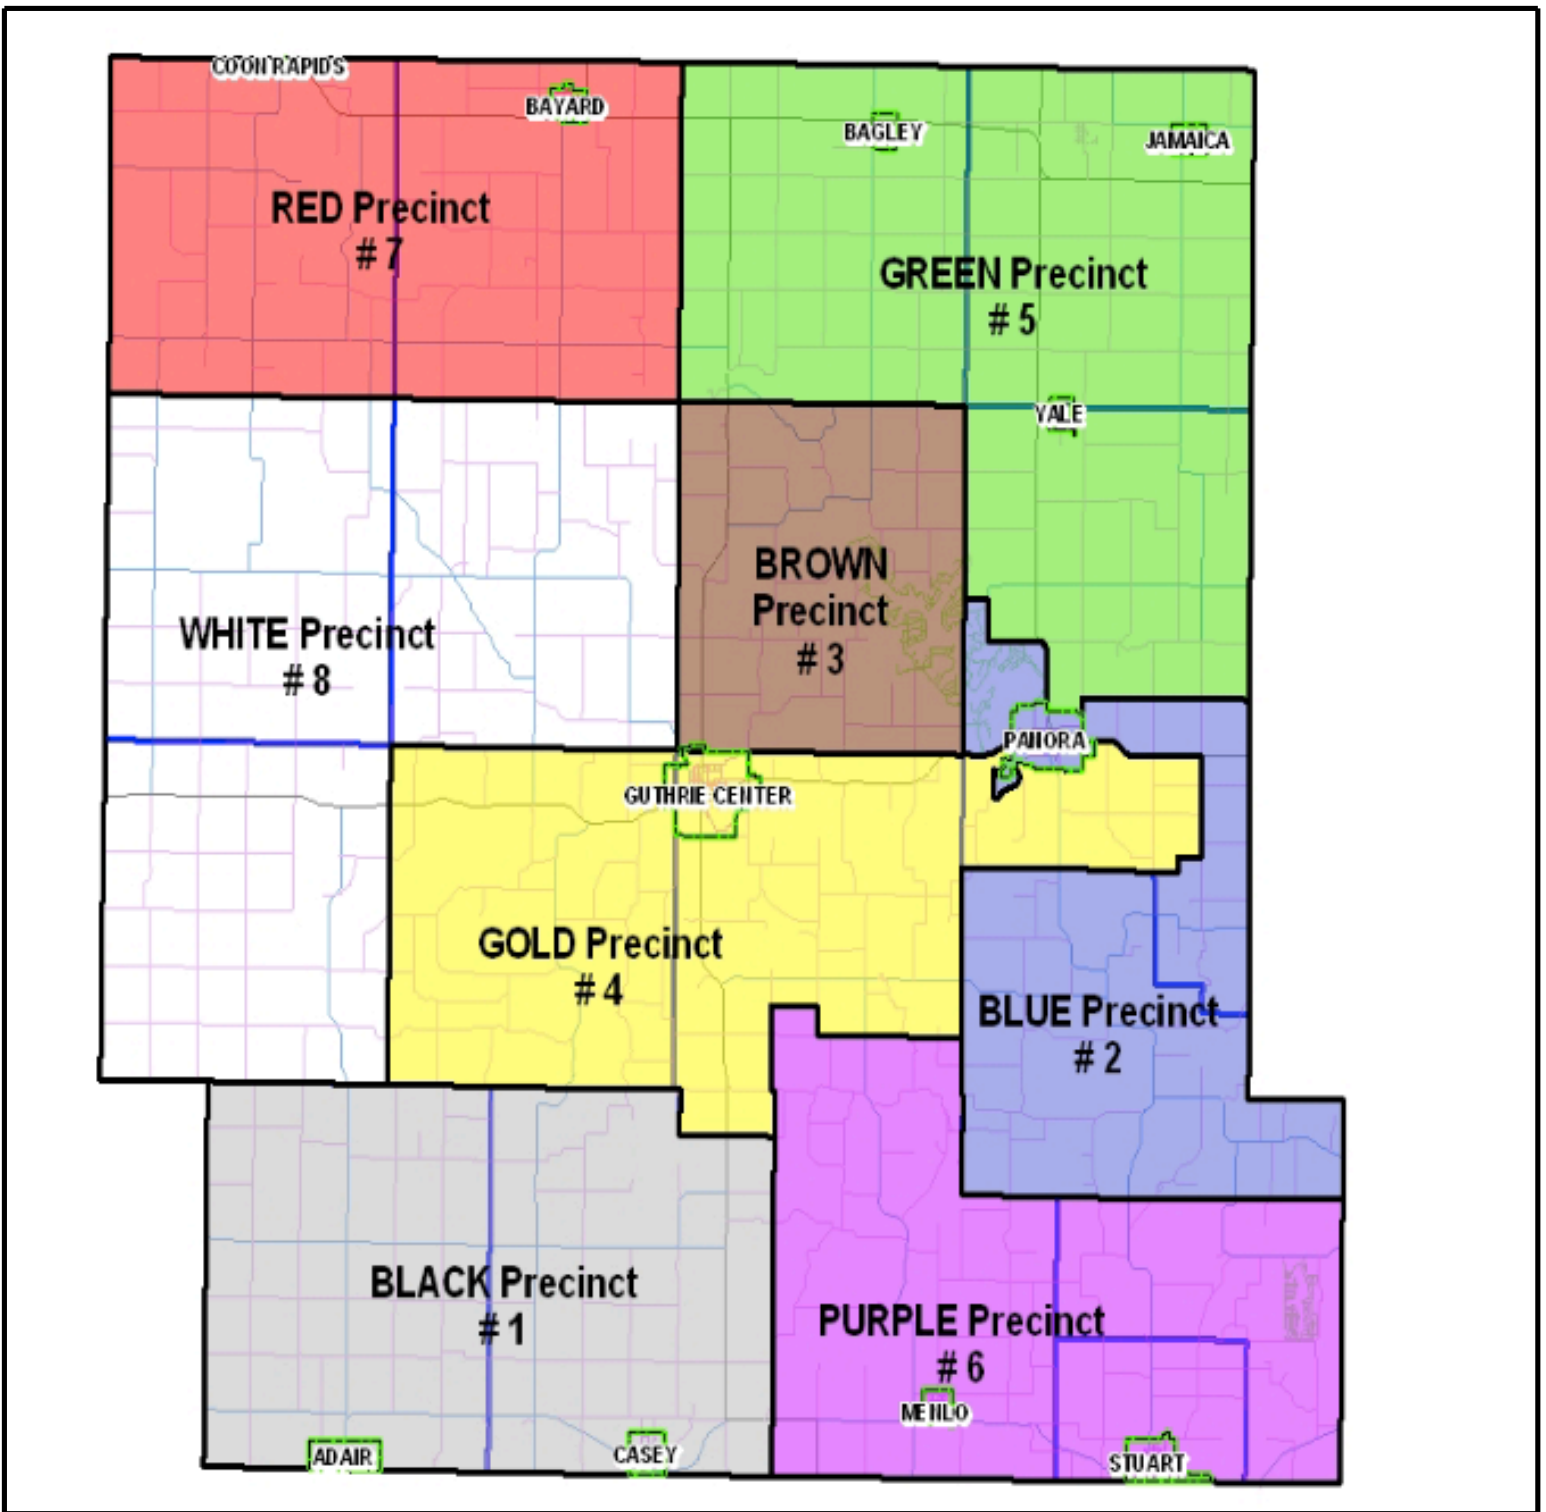 COON RAPIDS
BAYARD
BAGLEY
JAMAICA
RED Precinct
# 7
GREEN Precinct
# 5
YALE
BROWN
Precinct
# 3
WHITE Precinct
# 8
PANORA
GUTHRIE CENTER
GOLD Precinct
# 4
BLUE Precinct
# 2
BLACK Precinct
# 1
PURPLE Precinct
# 6
MENLO
ADAIR
CASEY
STUART